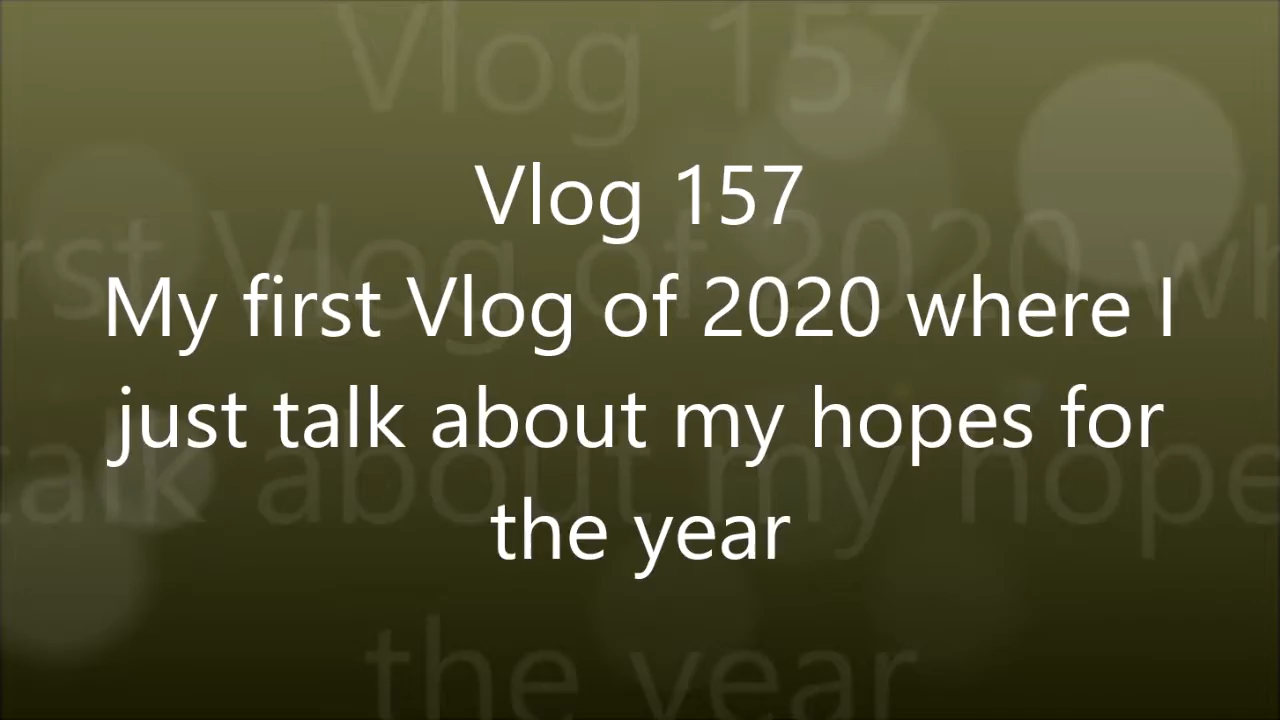 Vlog 157
My first Vlog of 2020 where I
just talk about my hopes for
the year